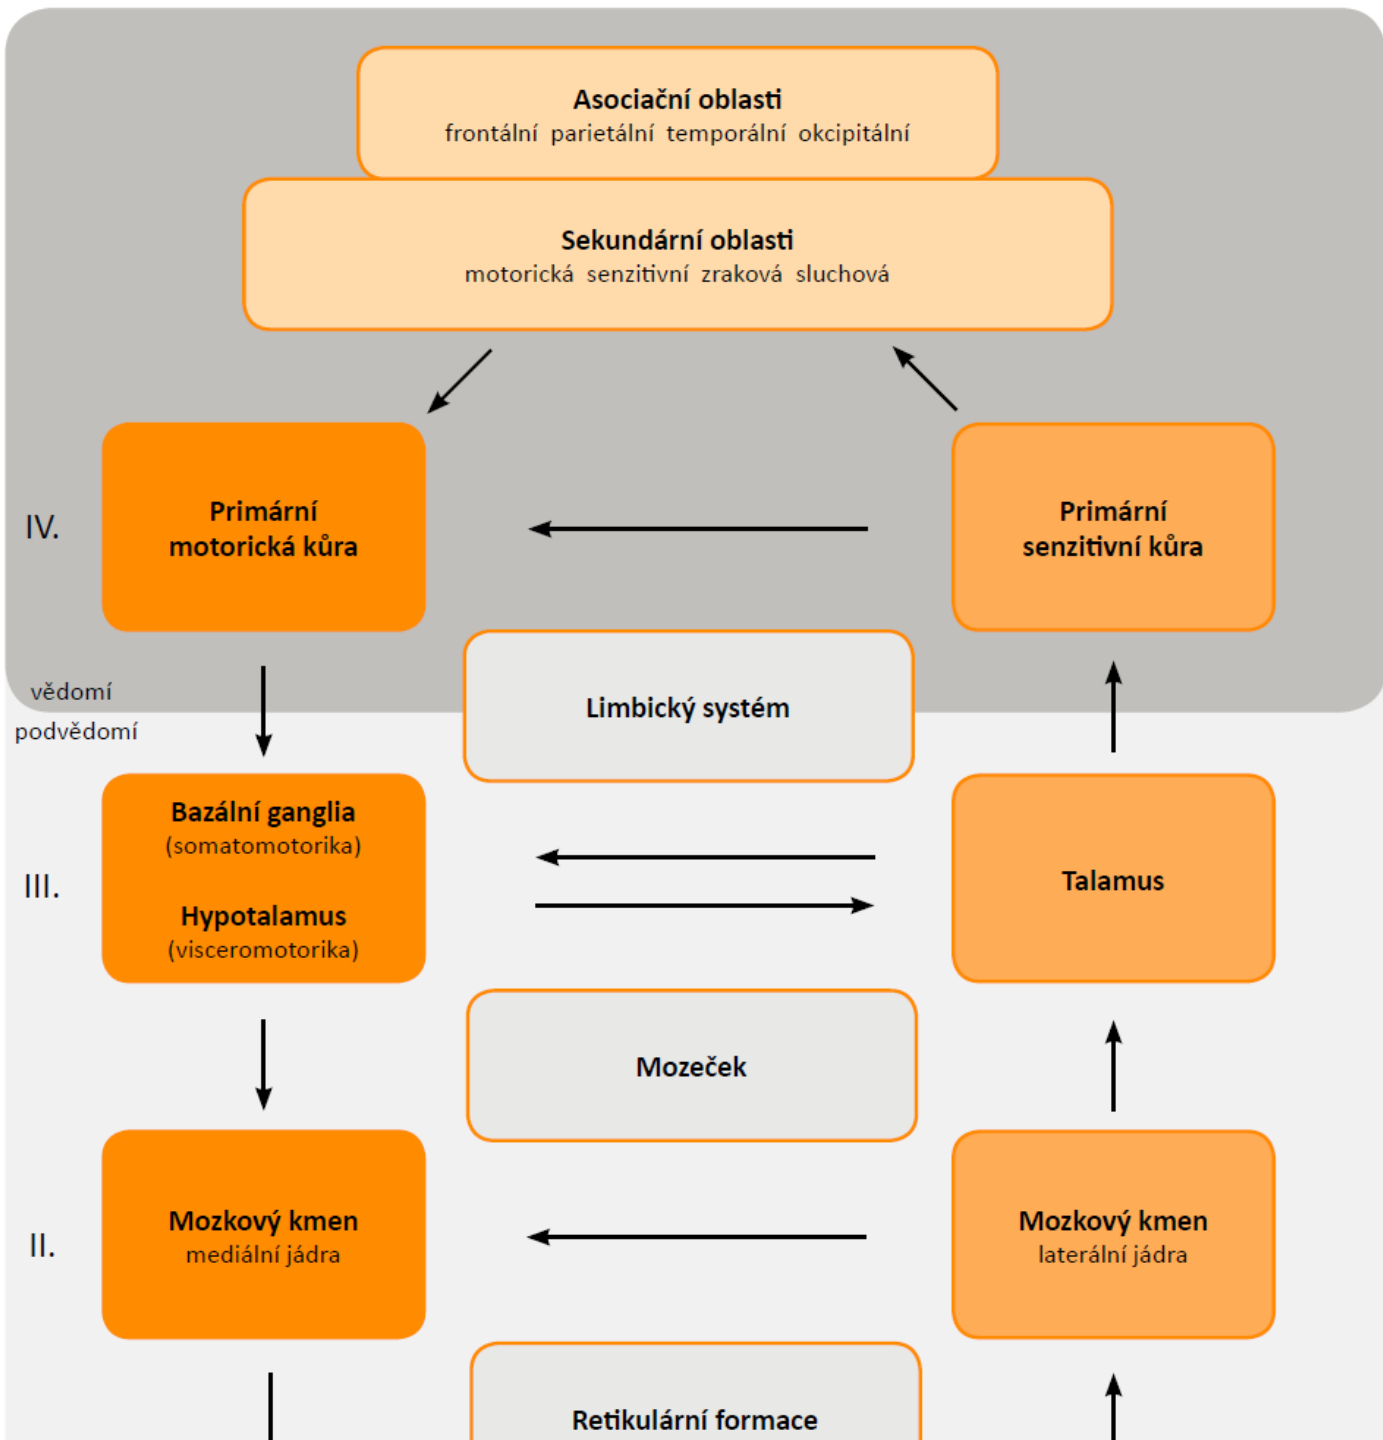 Asociační oblasti
frontální parietální temporální okcipitální
Sekundární oblasti
motorická senzitivní zraková sluchová
IV.
Primární
motorická kůra
Primární
senzitivní kůra
vědomí
podvědomí
Limbický systém
III.
Bazální ganglia
(somatomotorika)
Hypotalamus
(visceromotorika)
Talamus
Mozeček
II.
Mozkový kmen
mediální jádra
Mozkový kmen
laterální jádra
Retikulární formace